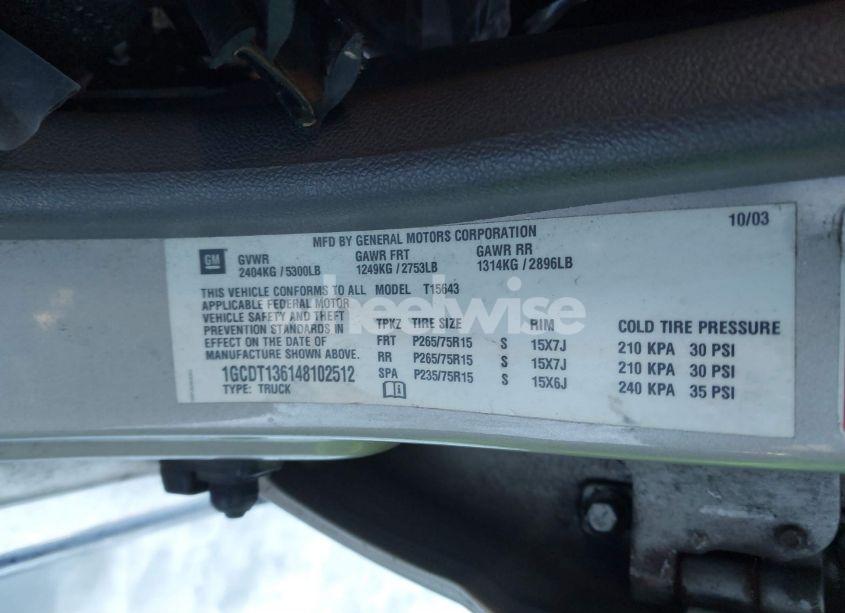 MFD BY GENERAL MOTORS CORPORATION 10/03
GM GVWR GAWR FRT GAWR RR
2404KG / 5300LB 1249KG / 2753LB 1314KG / 2896LB
THIS VEHICLE CONFORMS TO ALL MODEL T15643
APPLICABLE FEDERAL MOTOR
VEHICLE SAFETY AND THEFT
PREVENTION STANDARDS IN
EFFECT ON THE DATE OF
MANUFACTURE SHOWN ABOVE.
1GCDT136148102512
TYPE: TRUCK
TPKZ TIRE SIZE RIM COLD TIRE PRESSURE
FRT P265/75R15 S 15X7J 210 KPA 30 PSI
RR P265/75R15 S 15X7J 210 KPA 30 PSI
SPA P235/75R15 S 15X6J 240 KPA 35 PSI
heelwise